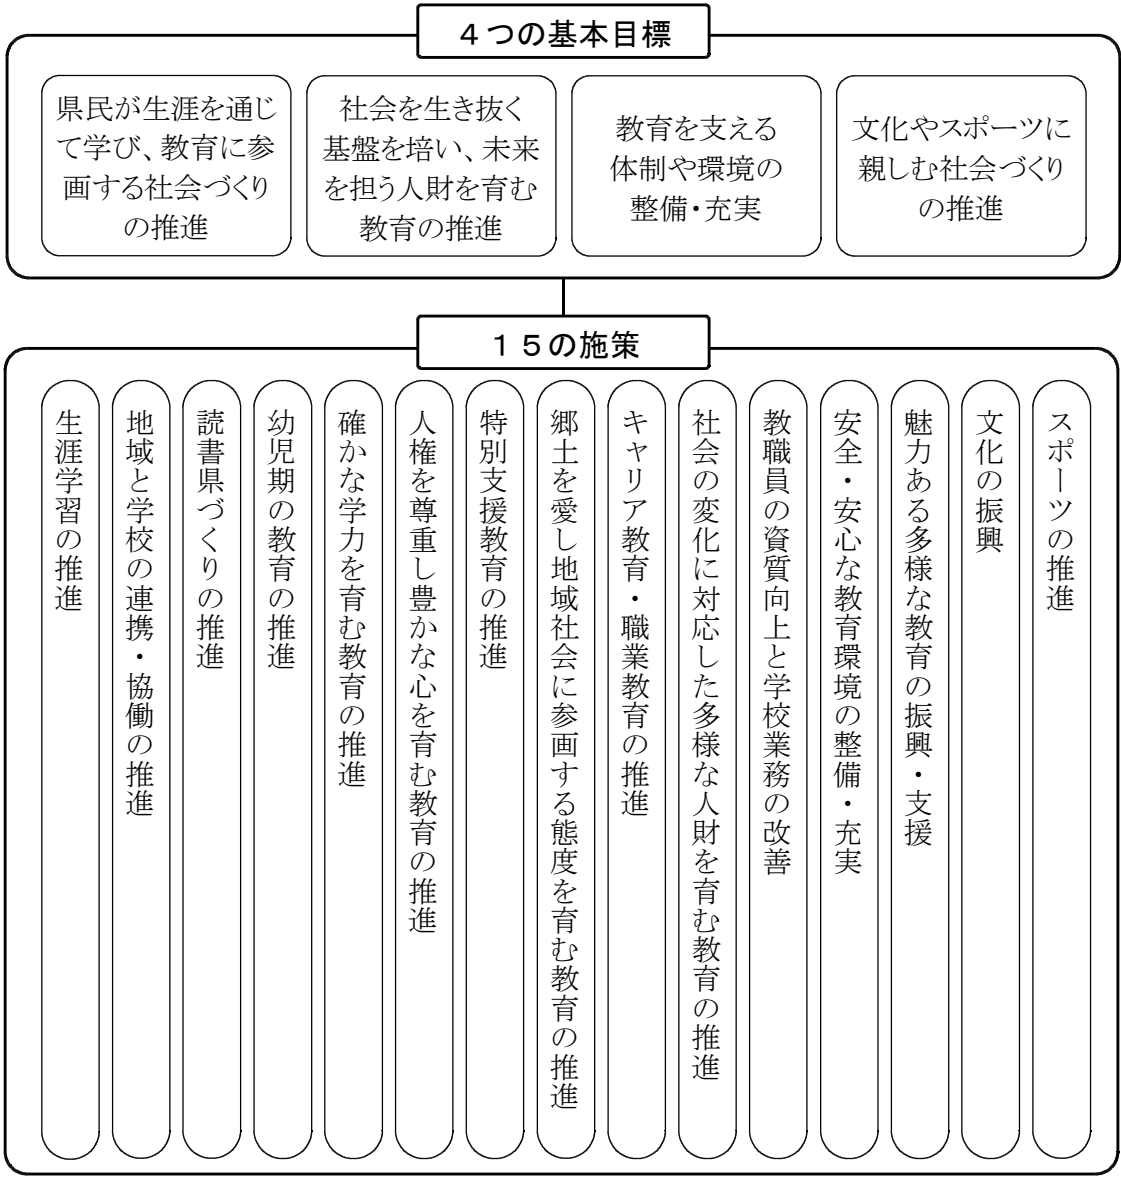 ４つの基本目標
県民が生涯を通じ
て学び、教育に参
画する社会づくり
の推進
社会を生き抜く
基盤を培い、未来
を担う人財を育む
教育の推進
教育を支える
体制や環境の
整備・充実
文化やスポーツに
親しむ社会づくり
の推進
１５の施策
生涯学習の推進
地域と学校の連携・協働の推進
読書県づくりの推進
幼児期の教育の推進
確かな学力を育む教育の推進
人権を尊重し豊かな心を育む教育の推進
特別支援教育の推進
郷土を愛し地域社会に参画する態度を育む教育の推進
キャリア教育・職業教育の推進
社会の変化に対応した多様な人財を育む教育の推進
教職員の資質向上と学校業務の改善
安全・安心な教育環境の整備・充実
魅力ある多様な教育の振興・支援
文化の振興
スポーツの推進